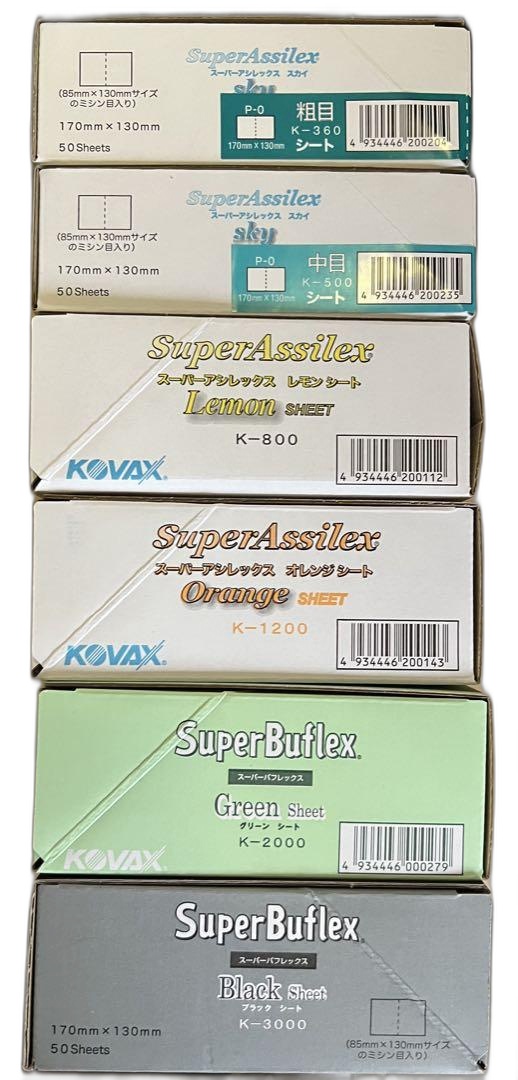 SuperAssilex
スーパーアシレックス スカイ
sky
(85mm×130mmサイズ
のミシン目入り)
170mm×130mm
50Sheets
P-0
170mm×130mm
粗目
K-360
シート
4 934446 200204
SuperAssilex
スーパーアシレックス スカイ
sky
(85mm×130mmサイズ
のミシン目入り)
170mm×130mm
50Sheets
P-0
170mm×130mm
中目
K-500
シート
4 934446 200235
SuperAssilex
スーパーアシレックス レモン シート
Lemon SHEET
K-800
KOVAX®
4 934446 200112
SuperAssilex
スーパーアシレックス オレンジ シート
Orange SHEET
K-1200
KOVAX®
4 934446 200143
SuperBuflex®
スーパーバフレックス
Green Sheet
グリーン シート
K-2000
KOVAX®
4 934446 000279
SuperBuflex®
スーパーバフレックス
Black Sheet
ブラック シート
K-3000
170mm×130mm
50Sheets
(85mm×130mmサイズ
のミシン目入り)